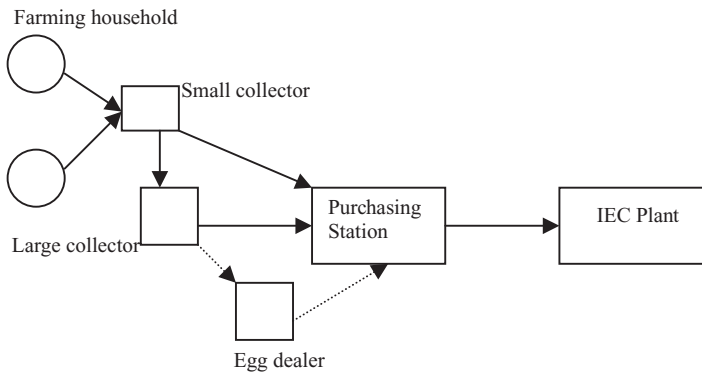 Farming household
Small collector
Purchasing
Station
IEC Plant
Large collector
Egg dealer